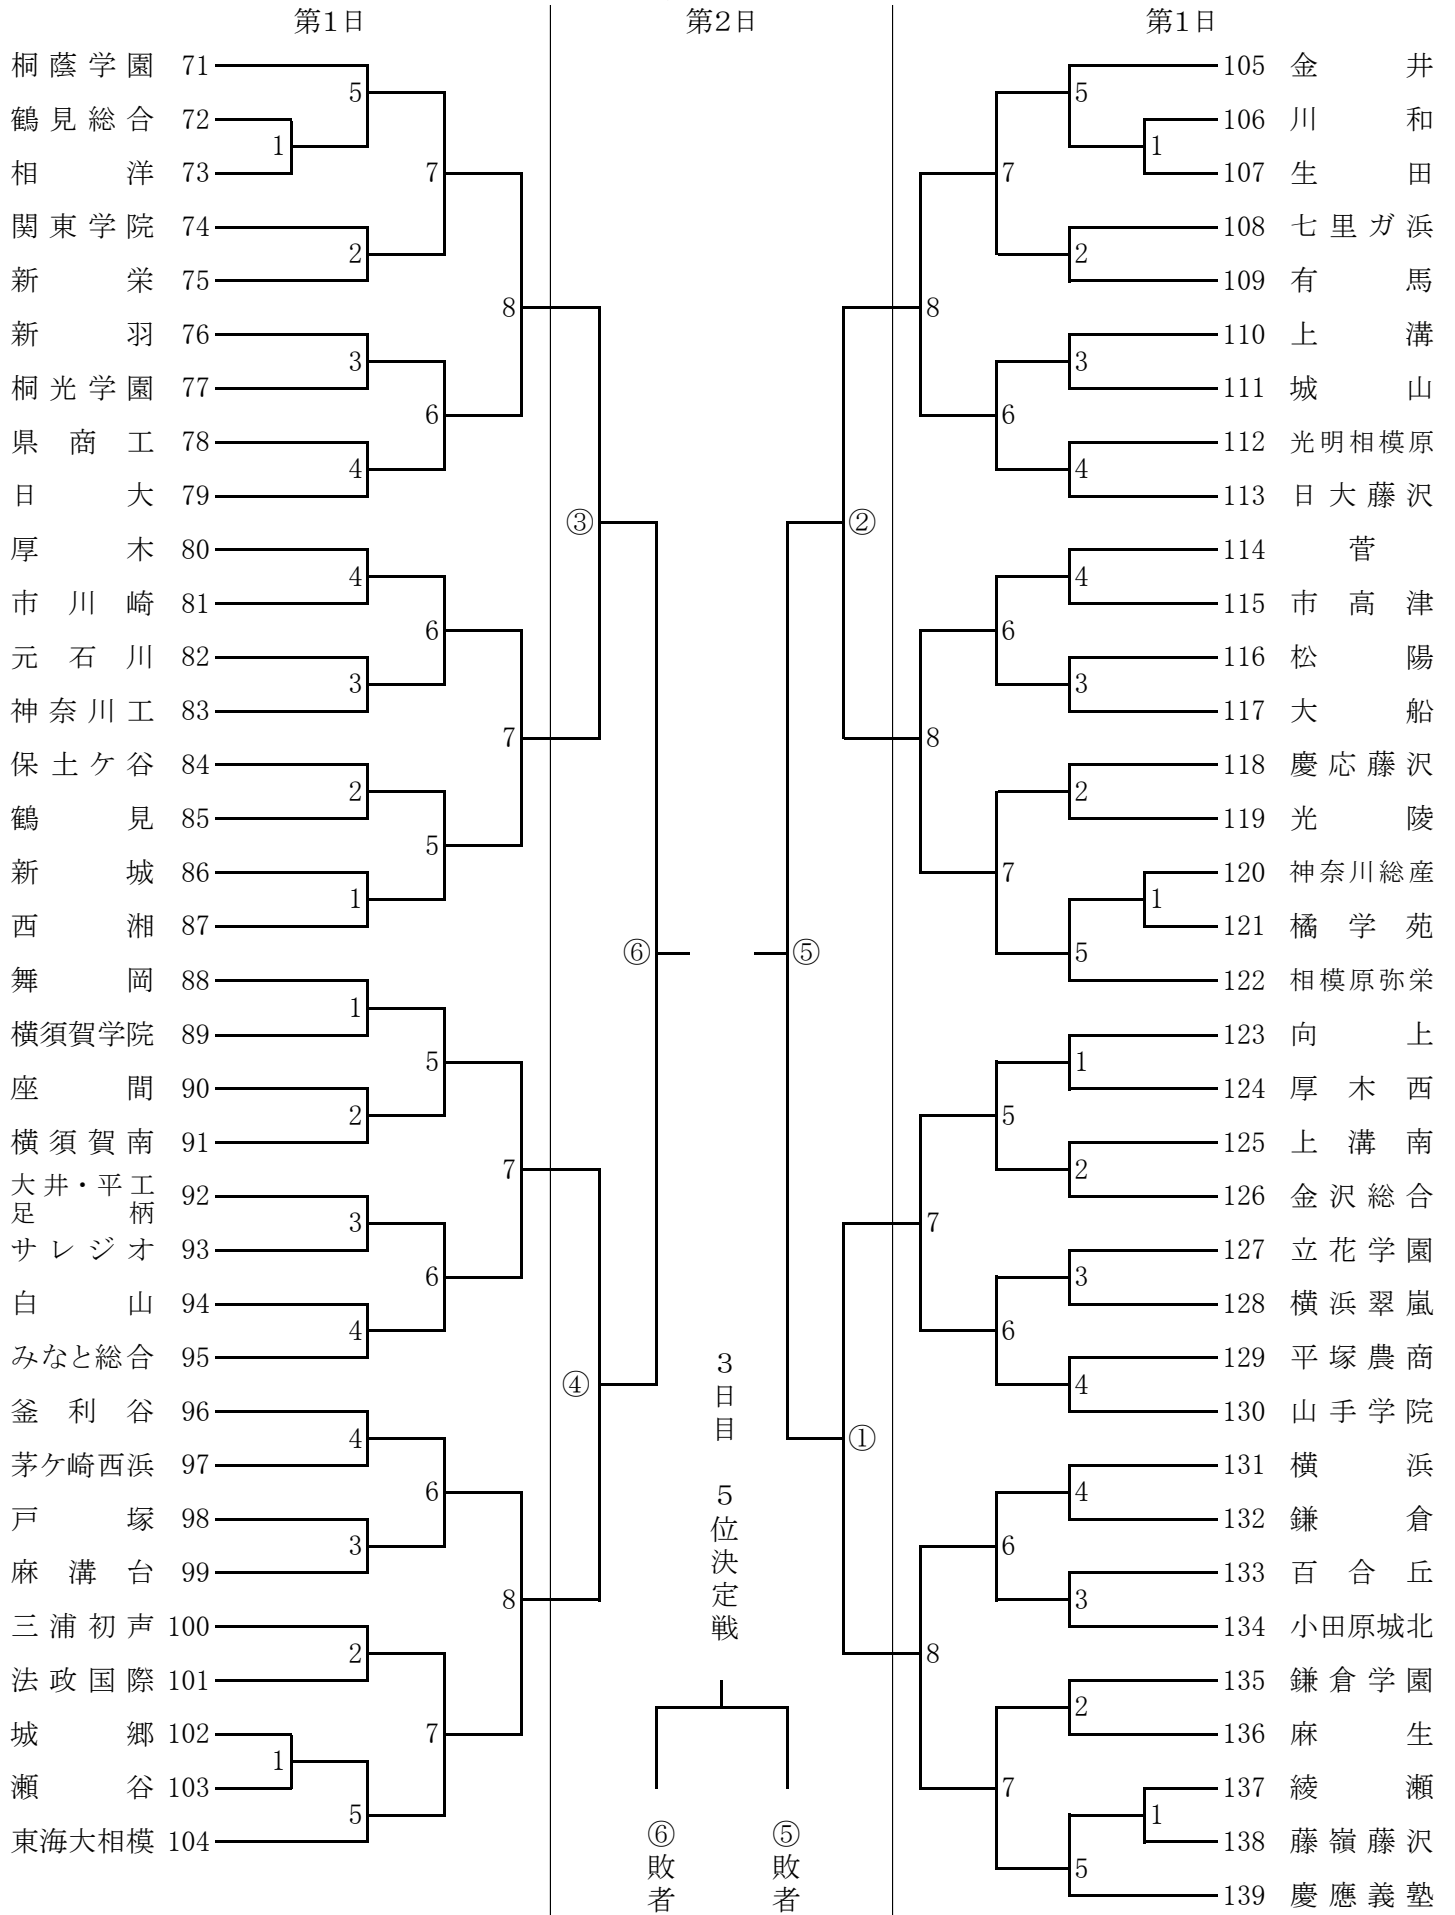 第1日
第2日
第1日
桐蔭学園 71
5
鶴見総合 72
1
相洋 73
7
関東学院 74
2
新栄 75
8
新羽 76
3
桐光学園 77
6
県商工 78
4
日大 79
③
厚木 80
4
市川崎 81
6
元石川 82
3
神奈川工 83
7
保土ケ谷 84
2
鶴見 85
5
新城 86
1
西湘 87
⑥
舞岡 88
1
横須賀学院 89
5
座間 90
2
横須賀南 91
7
大井・平工
足柄 92
3
サレジオ 93
6
白山 94
4
みなと総合 95
④
釜利谷 96
4
茅ケ崎西浜 97
6
戸塚 98
3
麻溝台 99
8
三浦初声 100
2
法政国際 101
7
城郷 102
1
瀬谷 103
5
東海大相模 104
3日目 5位決定戦
⑥敗者
⑤敗者
105 金井
5
106 川和
1
107 生田
7
108 七里ガ浜
2
109 有馬
8
110 上溝
3
111 城山
6
112 光明相模原
4
113 日大藤沢
②
114 菅
4
115 市高津
6
116 松陽
3
117 大船
8
118 慶応藤沢
2
119 光陵
7
120 神奈川総産
1
121 橘学苑
5
122 相模原弥栄
⑤
123 向上
1
124 厚木西
5
125 上溝南
2
126 金沢総合
7
127 立花学園
3
128 横浜翠嵐
6
129 平塚農商
4
130 山手学院
①
131 横浜
4
132 鎌倉
6
133 百合丘
3
134 小田原城北
8
135 鎌倉学園
2
136 麻生
7
137 綾瀬
1
138 藤嶺藤沢
5
139 慶應義塾